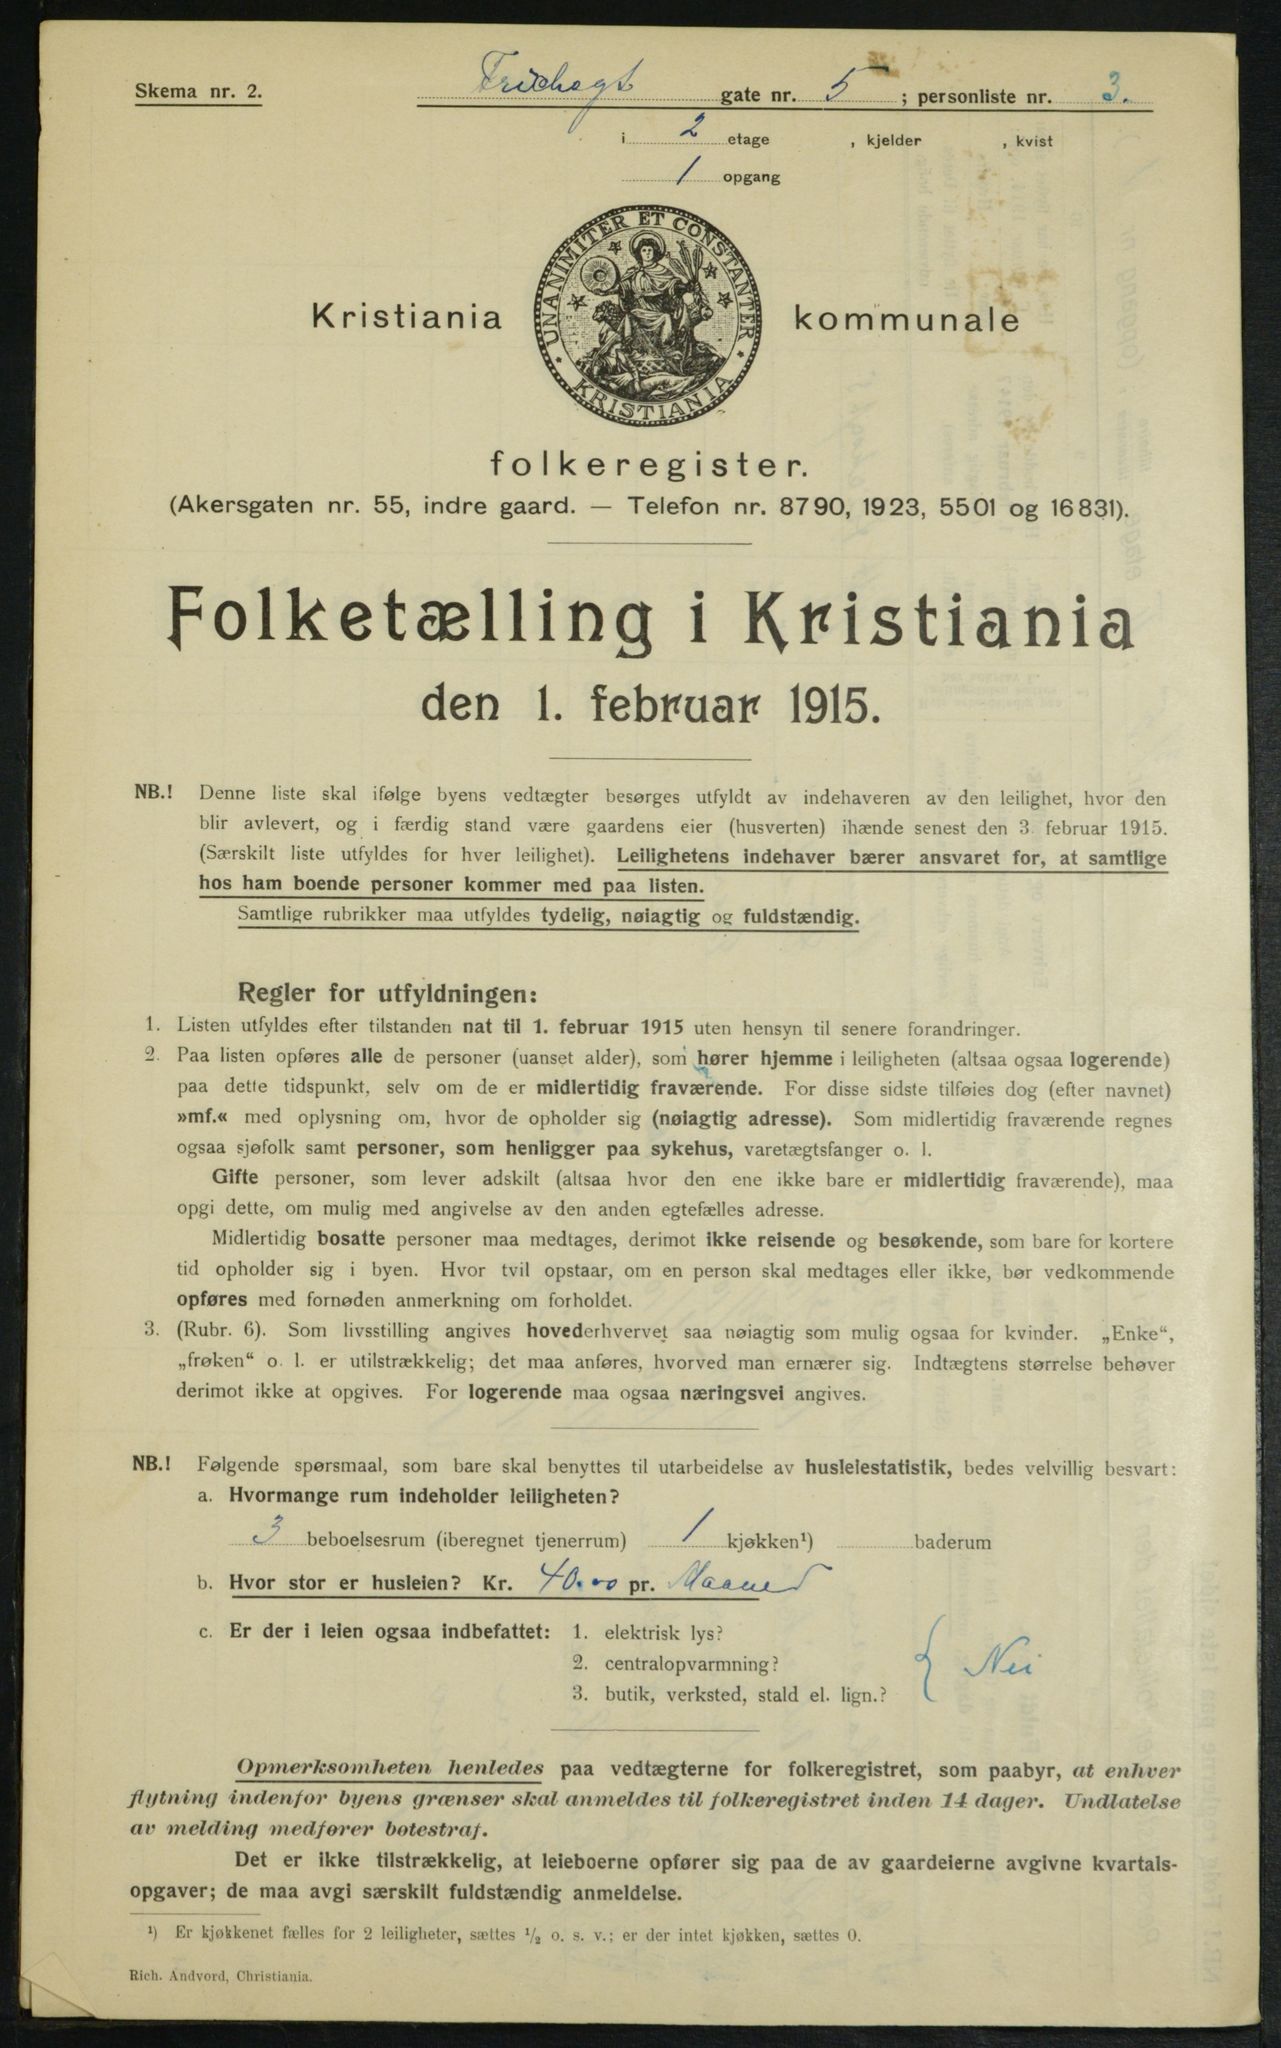 Skema nr. 2.
gate nr. 5 ; personliste nr. 3.
i 2 etage , kjelder , kvist
1 opgang
UNANIMITER ET CONSTANTER
KRISTIANIA
Kristiania kommunale
folkeregister.
(Akersgaten nr. 55, indre gaard. — Telefon nr. 8790, 1923, 5501 og 16831).
Folketælling i Kristiania
den 1. februar 1915.
NB.! Denne liste skal ifølge byens vedtægter besørges utfyldt av indehaveren av den leilighet, hvor den
blir avlevert, og i færdig stand være gaardens eier (husverten) ihænde senest den 3. februar 1915.
(Særskilt liste utfyldes for hver leilighet). Leilighetens indehaver bærer ansvaret for, at samtlige
hos ham boende personer kommer med paa listen.
Samtlige rubrikker maa utfyldes tydelig, nøiagtig og fuldstændig.
Regler for utfyldningen:
1. Listen utfyldes efter tilstanden nat til 1. februar 1915 uten hensyn til senere forandringer.
2. Paa listen opføres alle de personer (uanset alder), som hører hjemme i leiligheten (altsaa ogsaa logerende)
paa dette tidspunkt, selv om de er midlertidig fraværende. For disse sidste tilføies dog (efter navnet)
»mf.« med oplysning om, hvor de opholder sig (nøiagtig adresse). Som midlertidig fraværende regnes
ogsaa sjøfolk samt personer, som henligger paa sykehus, varetægtsfanger o. l.
Gifte personer, som lever adskilt (altsaa hvor den ene ikke bare er midlertidig fraværende), maa
opgi dette, om mulig med angivelse av den anden egtefælles adresse.
Midlertidig bosatte personer maa medtages, derimot ikke reisende og besøkende, som bare for kortere
tid opholder sig i byen. Hvor tvil opstaar, om en person skal medtages eller ikke, bør vedkommende
opføres med fornøden anmerkning om forholdet.
3. (Rubr. 6). Som livsstilling angives hovederhvervet saa nøiagtig som mulig ogsaa for kvinder. „Enke“,
„frøken“ o. l. er utilstrækkelig; det maa anføres, hvorved man ernærer sig. Indtægtens størrelse behøver
derimot ikke at opgives. For logerende maa ogsaa næringsvei angives.
NB.! Følgende spørsmaal, som bare skal benyttes til utarbeidelse av husleiestatistik, bedes velvillig besvart:
a. Hvormange rum indeholder leiligheten?
3 beboelsesrum (iberegnet tjenerrum) 1 kjøkken¹) baderum
b. Hvor stor er husleien? Kr. 40.00 pr. Maaned
c. Er der i leien ogsaa indbefattet: 1. elektrisk lys?
2. centralopvarmning? { Nei
3. butik, verksted, stald el. lign.?
Opmerksomheten henledes paa vedtægterne for folkeregistret, som paabyr, at enhver
flytning indenfor byens grænser skal anmeldes til folkeregistret inden 14 dager. Undlatelse
av melding medfører bøtestraf.
Det er ikke tilstrækkelig, at leieboerne opfører sig paa de av gaardeierne avgivne kvartals-
opgaver; de maa avgi særskilt fuldstændig anmeldelse.
¹) Er kjøkkenet fælles for 2 leiligheter, sættes ½ o. s. v.; er der intet kjøkken, sættes 0.
Rich. Andvord, Christiania.